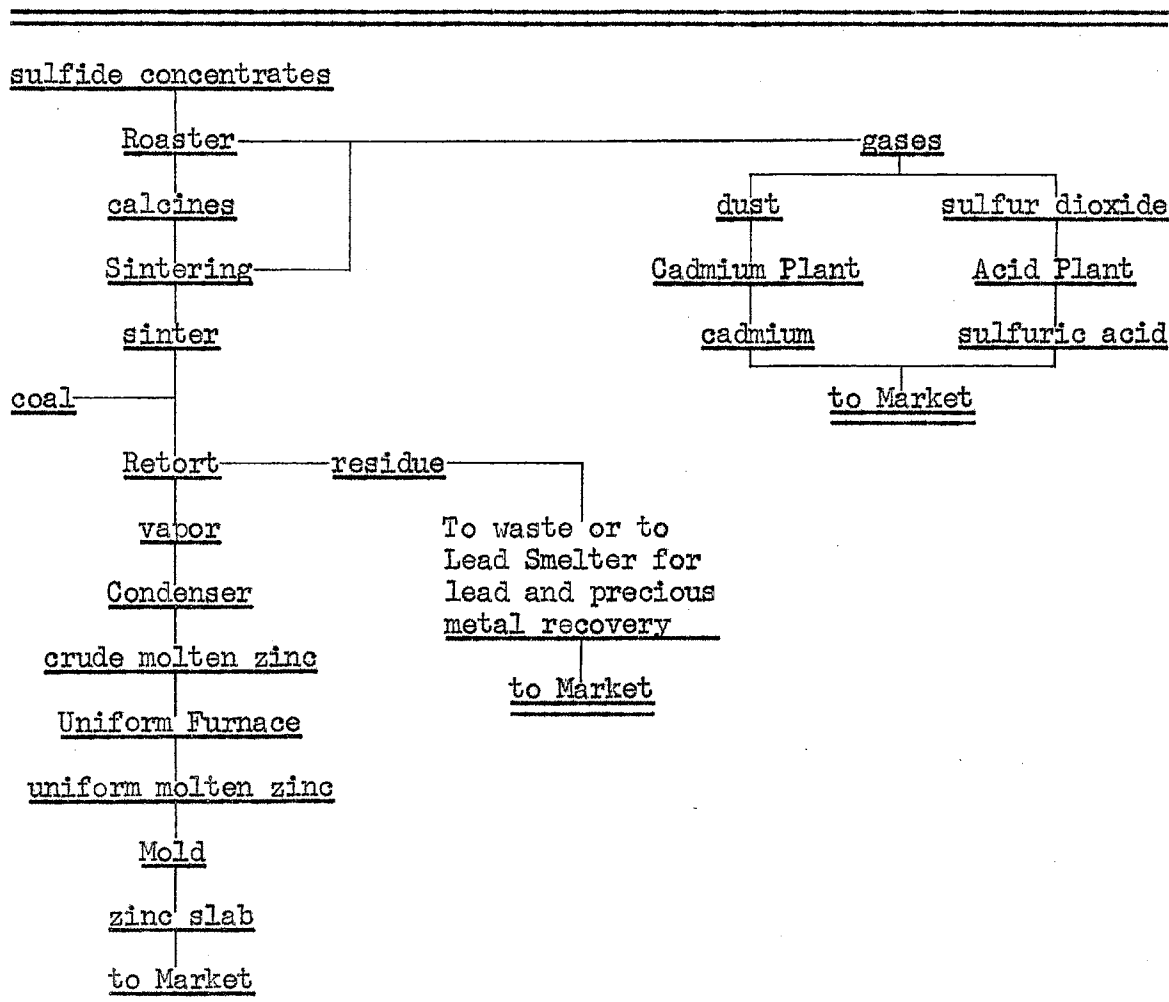 sulfide concentrates
Roaster
gases
calcines
dust
sulfur dioxide
Sintering
Cadmium Plant
Acid Plant
sinter
cadmium
sulfuric acid
coal
to Market
Retort
residue
vapor
To waste or to
Lead Smelter for
lead and precious
metal recovery
Condenser
crude molten zinc
to Market
Uniform Furnace
uniform molten zinc
Mold
zinc slab
to Market